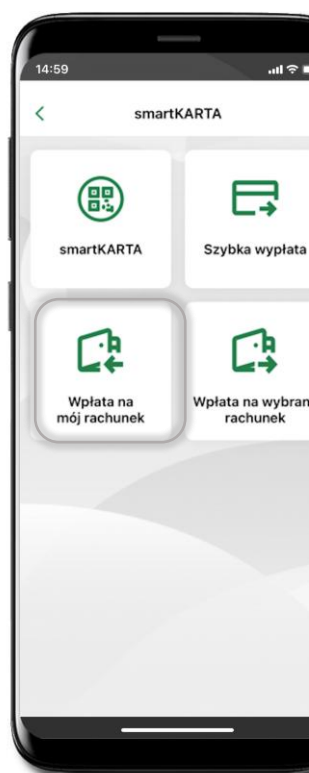 14:59
smartKARTA
smartKARTA
Szybka wypłata
Wpłata na
mój rachunek
Wpłata na wybran
rachunek